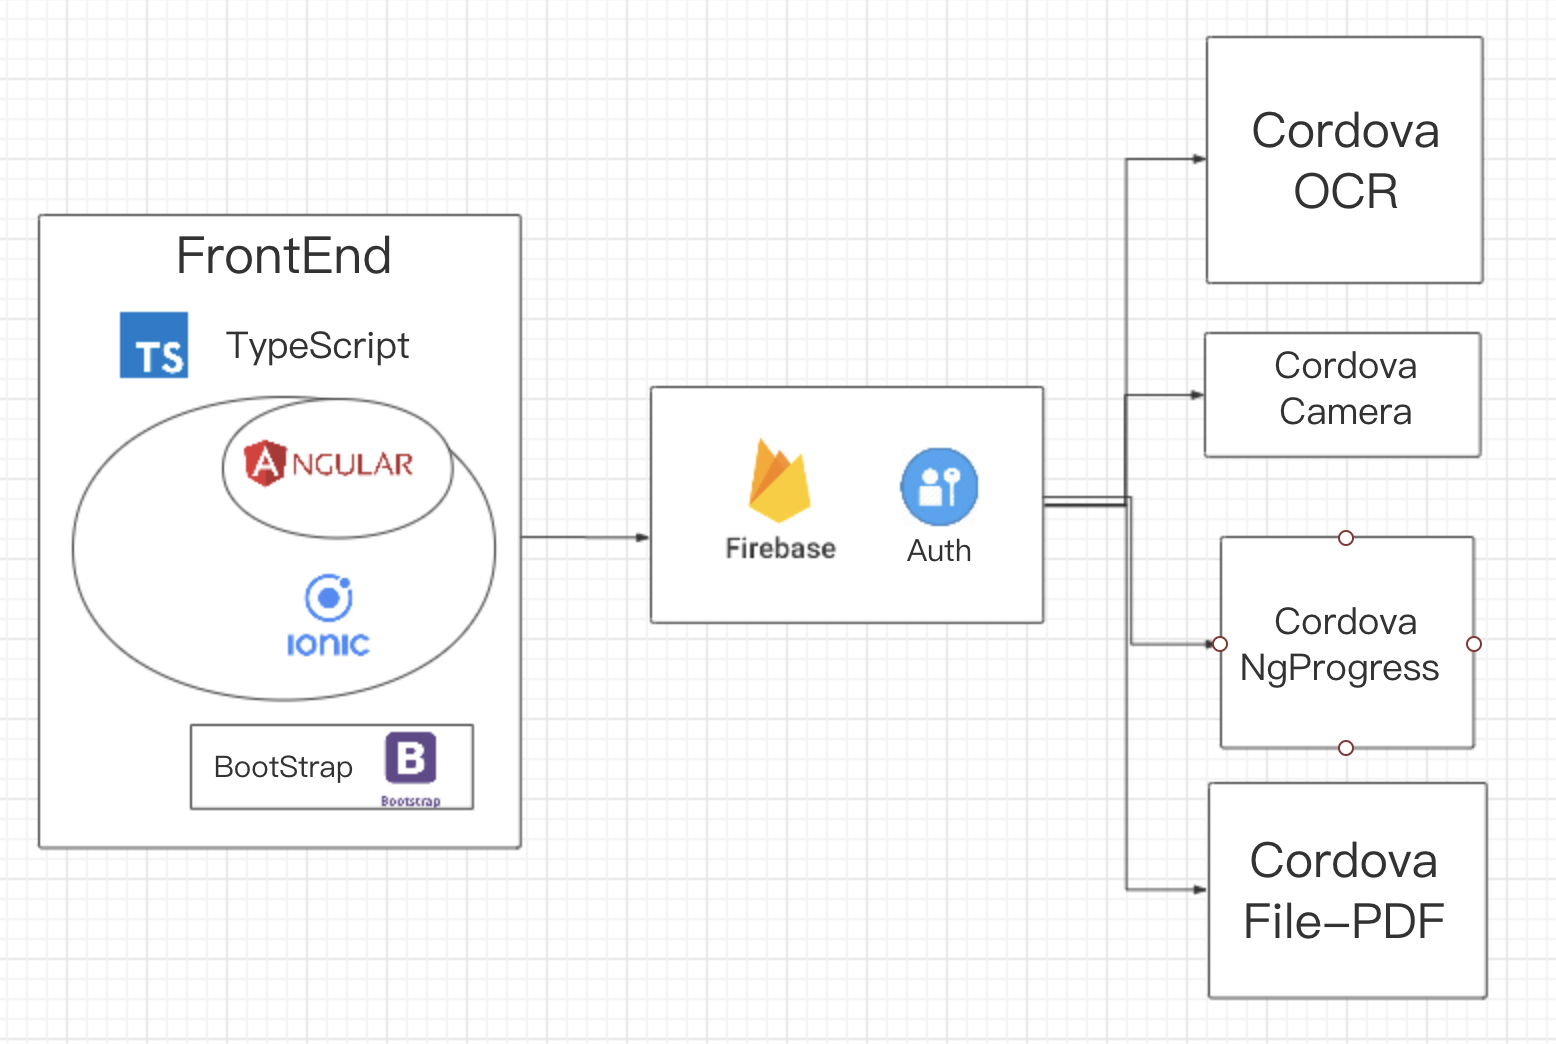 FrontEnd
TS
TypeScript
ANGULAR
IONIC
BootStrap
B
Bootstrap
Firebase
Auth
Cordova
OCR
Cordova
Camera
Cordova
NgProgress
Cordova
File-PDF